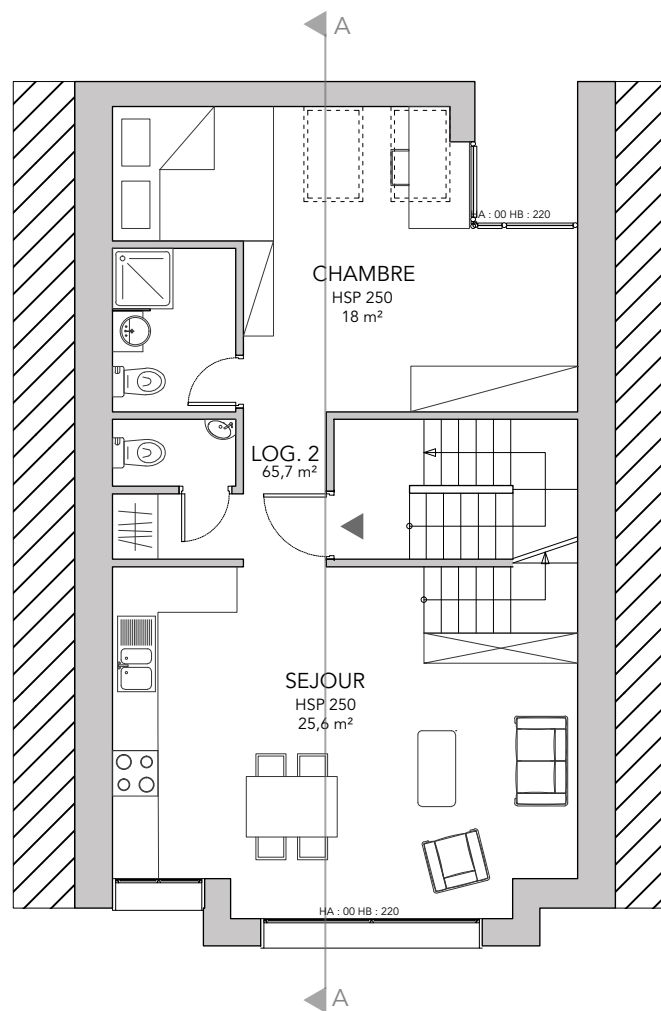 A
HA : 00 HB : 220
CHAMBRE
HSP 250
18 m²
LOG. 2
65,7 m²
SEJOUR
HSP 250
25,6 m²
HA : 00 HB : 220
A